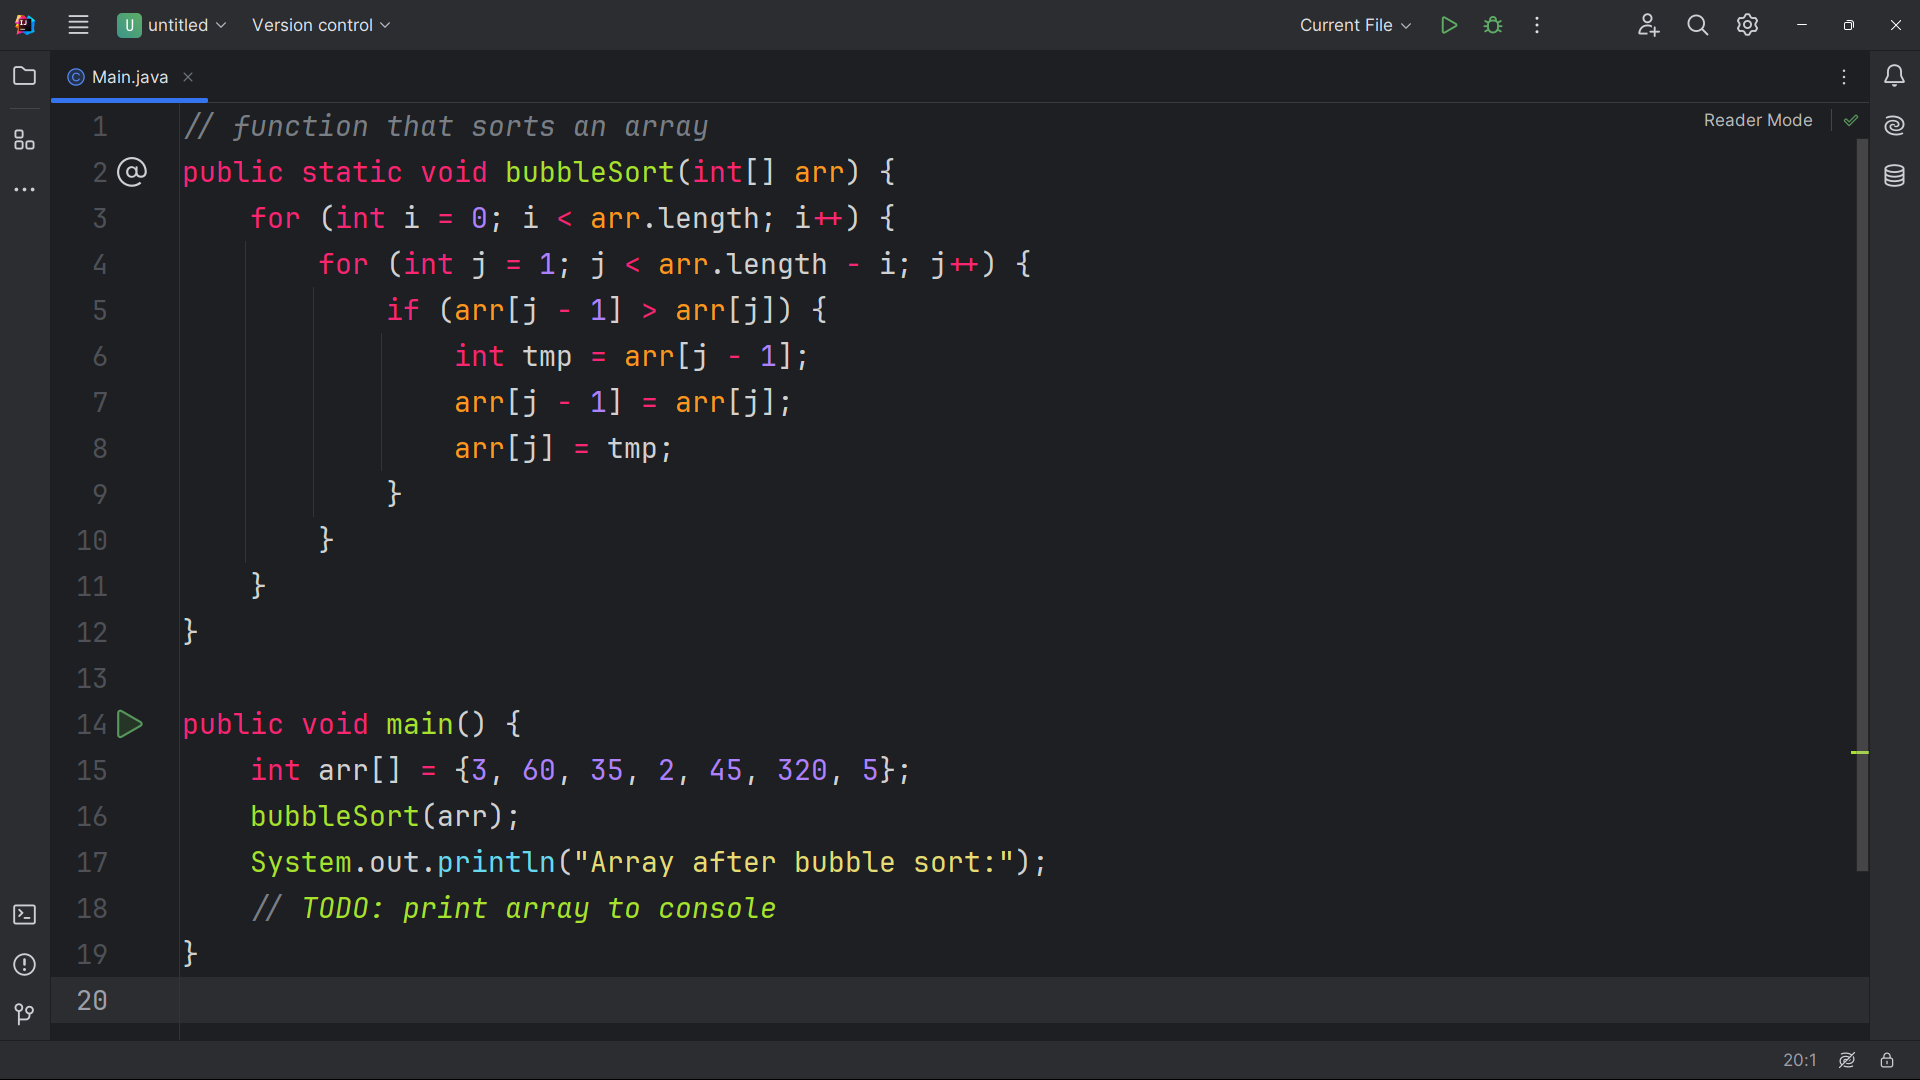 untitled Version control Current File
Main.java
Reader Mode
1 // function that sorts an array
2 public static void bubbleSort(int[] arr) {
3     for (int i = 0; i < arr.length; i++) {
4         for (int j = 1; j < arr.length - i; j++) {
5             if (arr[j - 1] > arr[j]) {
6                 int tmp = arr[j - 1];
7                 arr[j - 1] = arr[j];
8                 arr[j] = tmp;
9             }
10         }
11     }
12 }
13
14 public void main() {
15     int arr[] = {3, 60, 35, 2, 45, 320, 5};
16     bubbleSort(arr);
17     System.out.println("Array after bubble sort:");
18     // TODO: print array to console
19 }
20
20:1